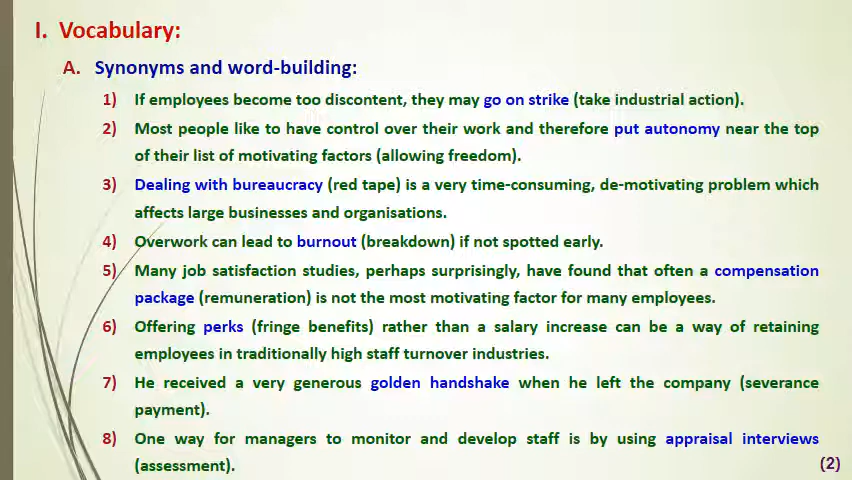 I. Vocabulary:
A. Synonyms and word-building:
1) If employees become too discontent, they may go on strike (take industrial action).
2) Most people like to have control over their work and therefore put autonomy near the top
of their list of motivating factors (allowing freedom).
3) Dealing with bureaucracy (red tape) is a very time-consuming, de-motivating problem which
affects large businesses and organisations.
4) Overwork can lead to burnout (breakdown) if not spotted early.
5) Many job satisfaction studies, perhaps surprisingly, have found that often a compensation
package (remuneration) is not the most motivating factor for many employees.
6) Offering perks (fringe benefits) rather than a salary increase can be a way of retaining
employees in traditionally high staff turnover industries.
7) He received a very generous golden handshake when he left the company (severance
payment).
8) One way for managers to monitor and develop staff is by using appraisal interviews
(assessment).
(2)